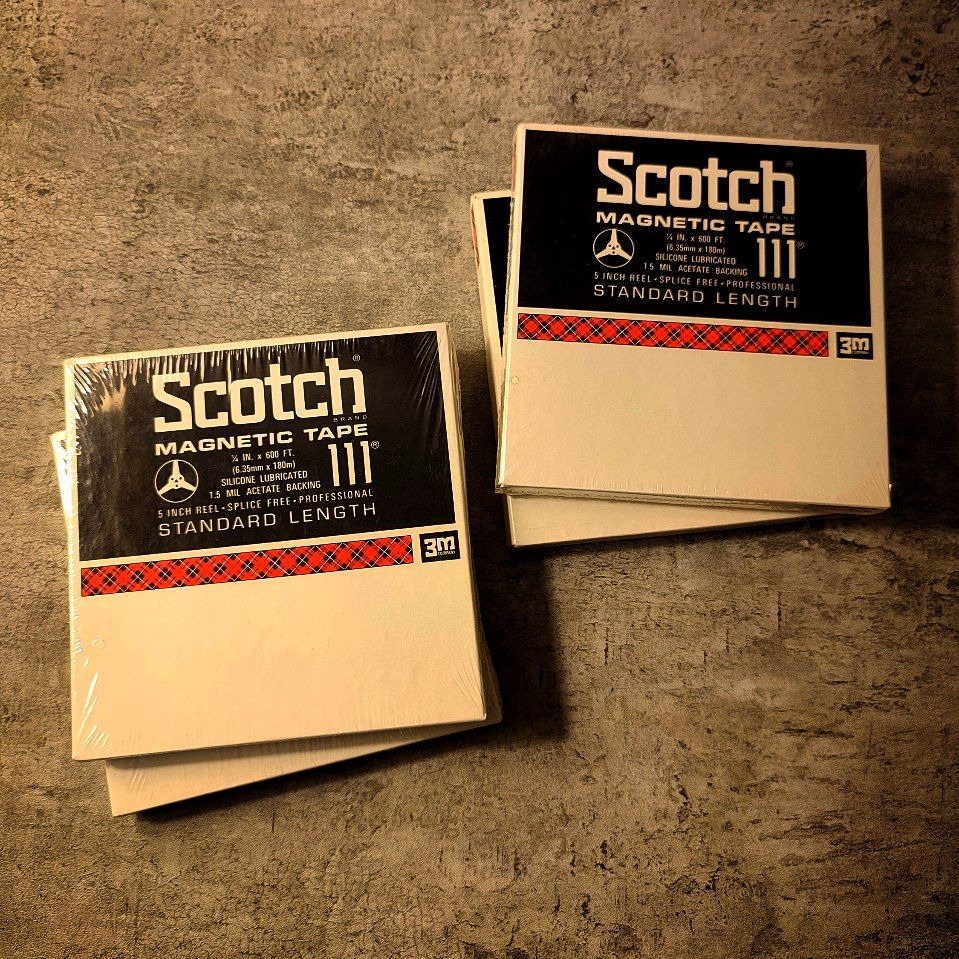 Scotch®
BRAND
MAGNETIC TAPE
¼ IN. x 600 FT.
(6.35mm x 180m)
SILICONE LUBRICATED
1.5 MIL ACETATE BACKING
111®
5 INCH REEL • SPLICE FREE • PROFESSIONAL
STANDARD LENGTH
3M
COMPANY
Scotch®
BRAND
MAGNETIC TAPE
¼ IN. x 600 FT.
(6.35mm x 180m)
SILICONE LUBRICATED
1.5 MIL ACETATE BACKING
111®
5 INCH REEL • SPLICE FREE • PROFESSIONAL
STANDARD LENGTH
3M
COMPANY